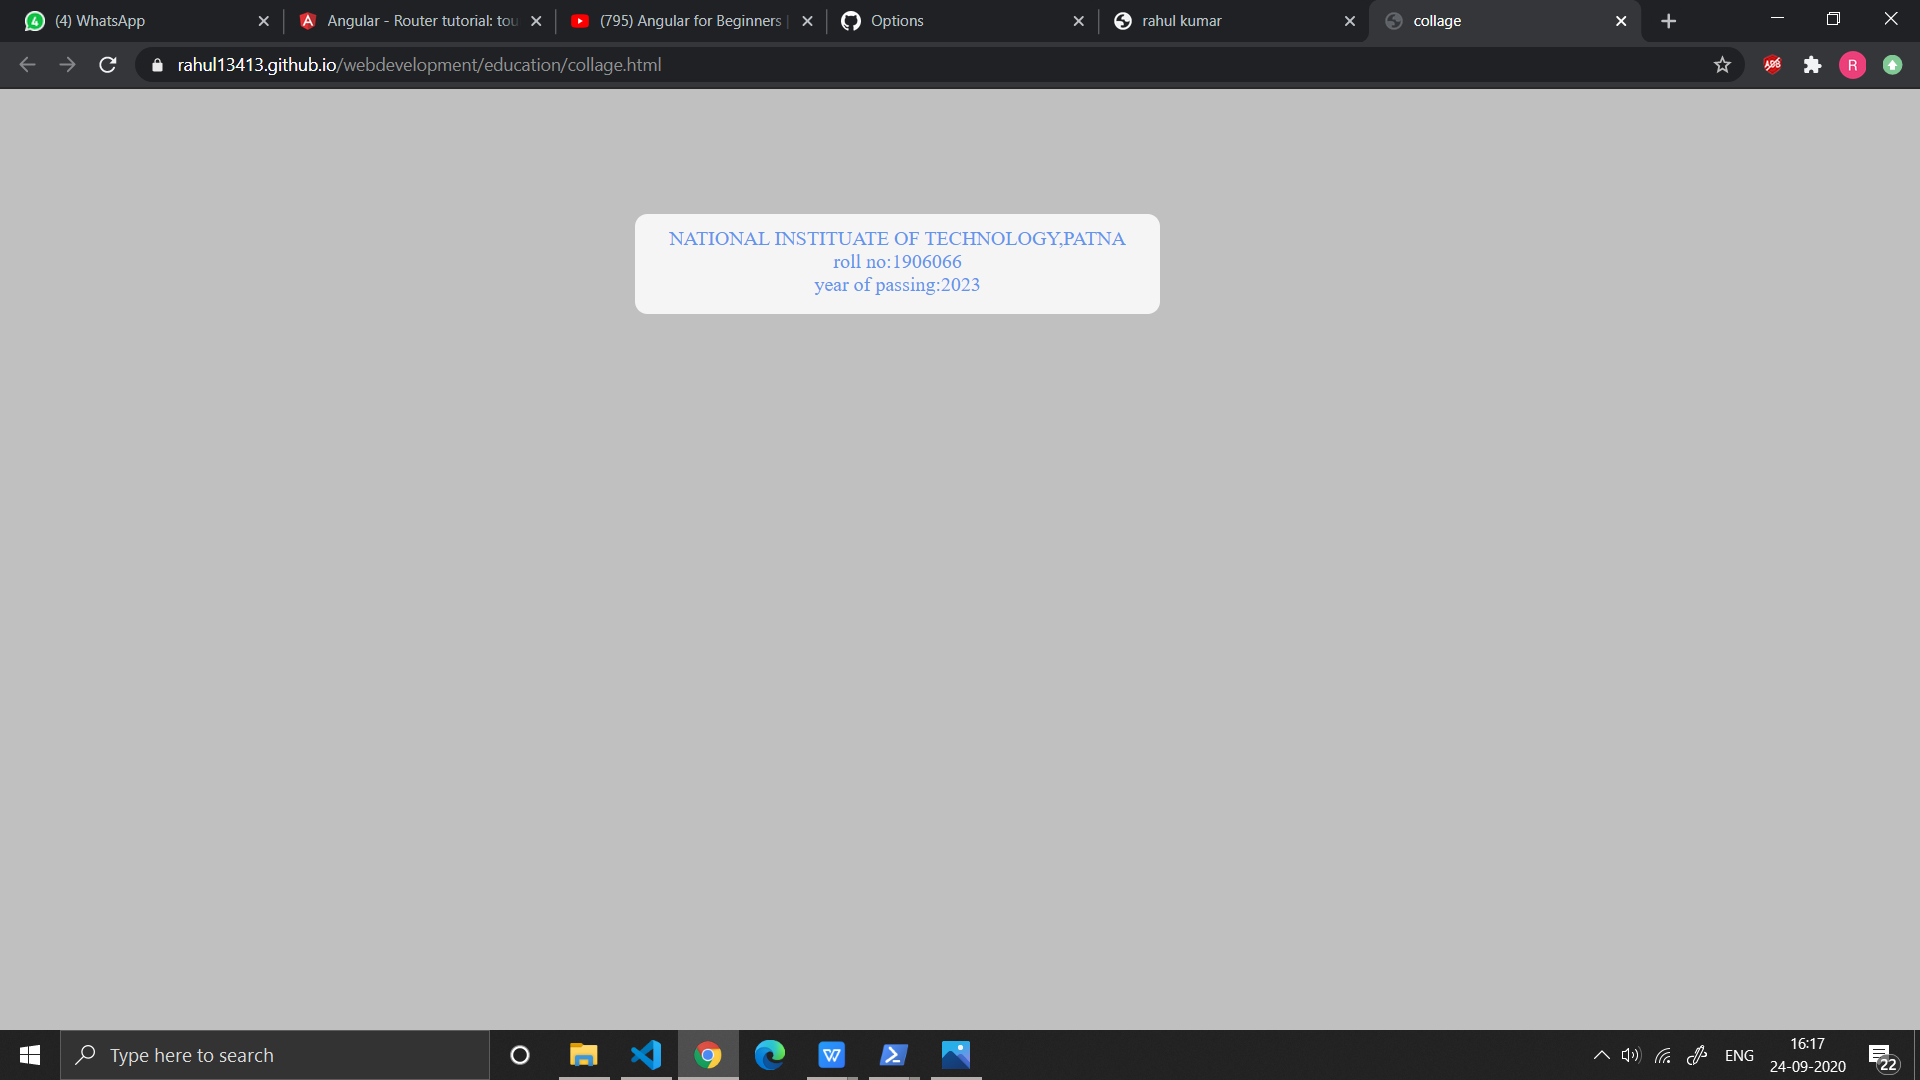 4
(4) WhatsApp
Angular - Router tutorial: tou
(795) Angular for Beginners |
Options
rahul kumar
collage
rahul13413.github.io/webdevelopment/education/collage.html
ABP
R
NATIONAL INSTITUATE OF TECHNOLOGY,PATNA
roll no:1906066
year of passing:2023
Type here to search
W
ENG
16:17
24-09-2020
22